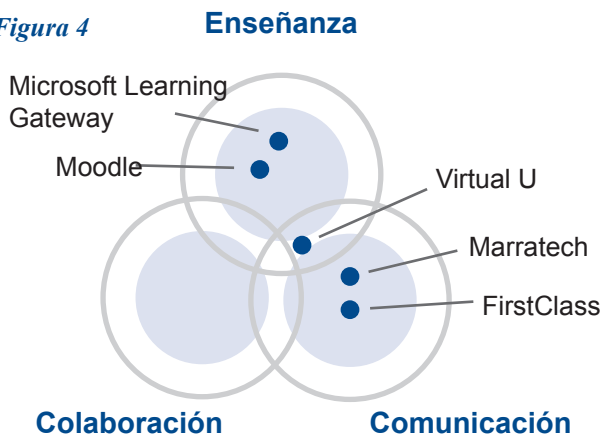 Figura 4
Enseñanza
Microsoft Learning
Gateway
Moodle
Virtual U
Marratech
FirstClass
Colaboración
Comunicación